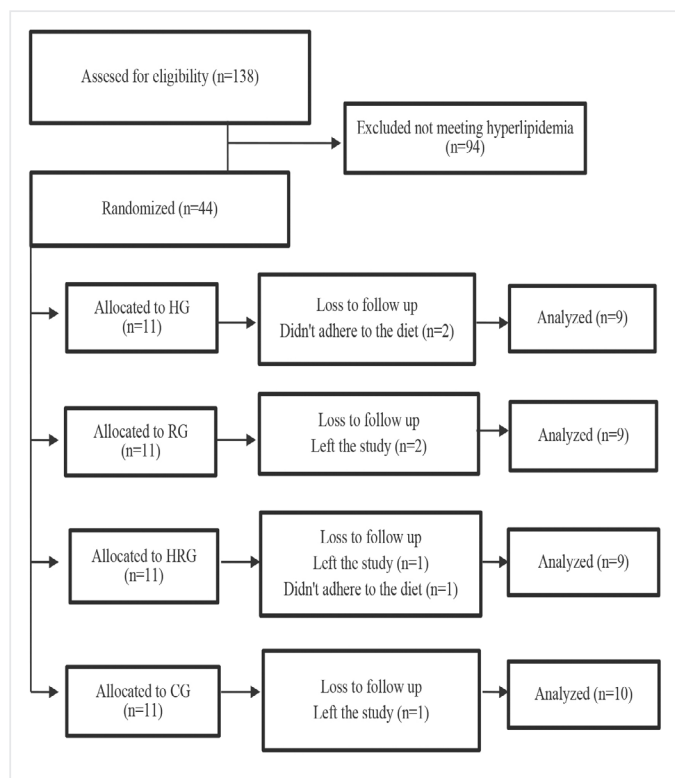 Assesed for eligibility (n=138)
Excluded not meeting hyperlipidemia
(n=94)
Randomized (n=44)
Allocated to HG
(n=11)
Loss to follow up
Didn't adhere to the diet (n=2)
Analyzed (n=9)
Allocated to RG
(n=11)
Loss to follow up
Left the study (n=2)
Analyzed (n=9)
Allocated to HRG
(n=11)
Loss to follow up
Left the study (n=1)
Didn't adhere to the diet (n=1)
Analyzed (n=9)
Allocated to CG
(n=11)
Loss to follow up
Left the study (n=1)
Analyzed (n=10)